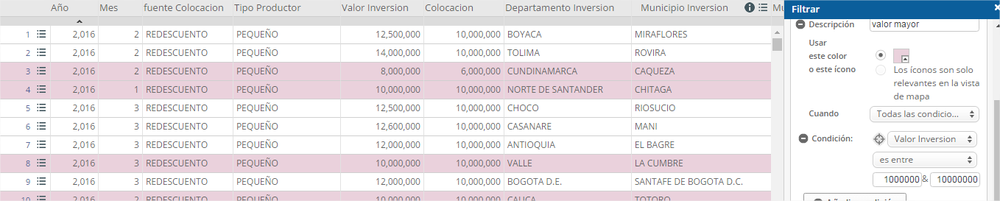 Año Mes fuente Colocacion Tipo Productor Valor Inversion Colocacion Departamento Inversion Municipio Inversion
1 2,016 2 REDESCUENTO PEQUEÑO 12,500,000 10,000,000 BOYACA MIRAFLORES
2 2,016 2 REDESCUENTO PEQUEÑO 14,000,000 10,000,000 TOLIMA ROVIRA
3 2,016 2 REDESCUENTO PEQUEÑO 8,000,000 6,000,000 CUNDINAMARCA CAQUEZA
4 2,016 1 REDESCUENTO PEQUEÑO 10,000,000 10,000,000 NORTE DE SANTANDER CHITAGA
5 2,016 3 REDESCUENTO PEQUEÑO 12,500,000 10,000,000 CHOCO RIOSUCIO
6 2,016 3 REDESCUENTO PEQUEÑO 12,600,000 10,000,000 CASANARE MANI
7 2,016 3 REDESCUENTO PEQUEÑO 12,000,000 10,000,000 ANTIOQUIA EL BAGRE
8 2,016 3 REDESCUENTO PEQUEÑO 10,000,000 10,000,000 VALLE LA CUMBRE
9 2,016 3 REDESCUENTO PEQUEÑO 12,000,000 10,000,000 BOGOTA D.E. SANTAFE DE BOGOTA D.C.
10 2,016 2 REDESCUENTO PEQUEÑO 10,000,000 10,000,000 CAUCA TOTORO
Filtrar
Descripción valor mayor
Usar
este color
o este ícono
Los íconos son solo
relevantes en la vista
de mapa
Cuando Todas las condicio...
Condición: Valor Inversion
es entre
1000000 & 10000000